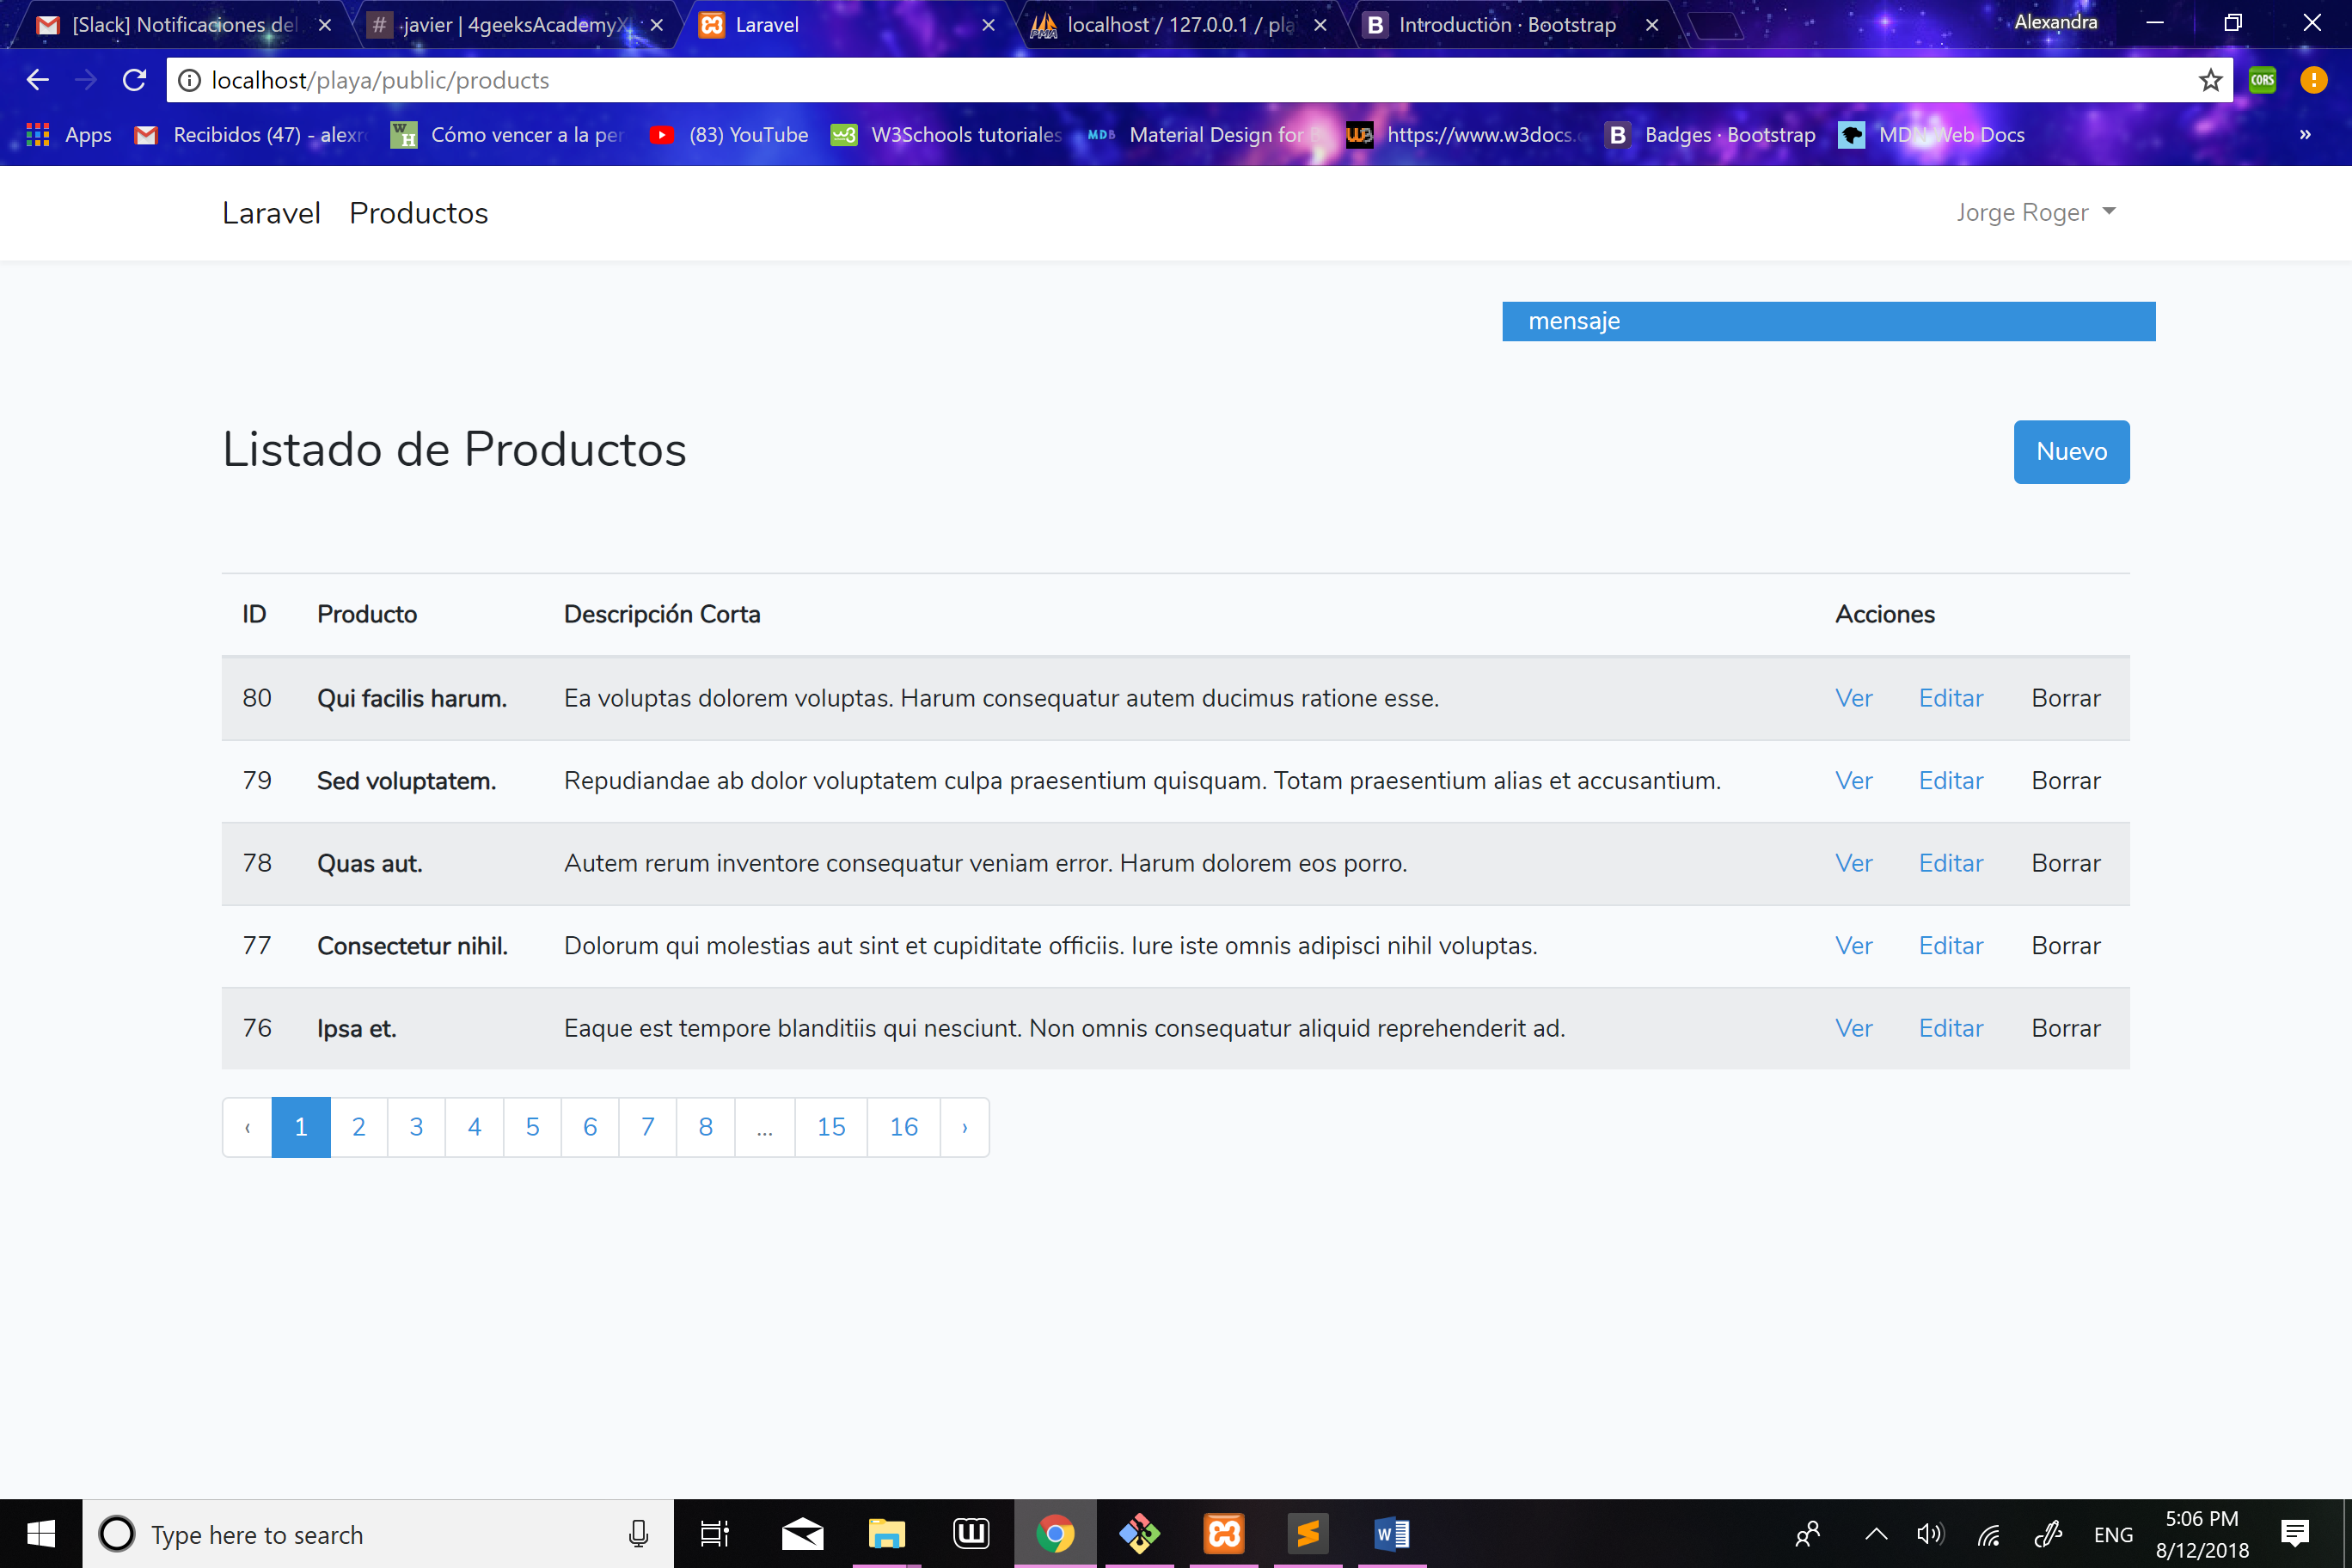 [Slack] Notificaciones del
# javier | 4geeksAcademyX
Laravel
localhost / 127.0.0.1 / pla
B Introduction · Bootstrap
Alexandra
localhost/playa/public/products
CORS
Apps
Recibidos (47) - alexr
Cómo vencer a la per
(83) YouTube
W3Schools tutoriales
MDB Material Design for B
https://www.w3docs.c
B Badges · Bootstrap
MDN Web Docs
»
Laravel Productos
Jorge Roger
mensaje
Listado de Productos
Nuevo
ID Producto Descripción Corta Acciones
80 Qui facilis harum. Ea voluptas dolorem voluptas. Harum consequatur autem ducimus ratione esse. Ver Editar Borrar
79 Sed voluptatem. Repudiandae ab dolor voluptatem culpa praesentium quisquam. Totam praesentium alias et accusantium. Ver Editar Borrar
78 Quas aut. Autem rerum inventore consequatur veniam error. Harum dolorem eos porro. Ver Editar Borrar
77 Consectetur nihil. Dolorum qui molestias aut sint et cupiditate officiis. Iure iste omnis adipisci nihil voluptas. Ver Editar Borrar
76 Ipsa et. Eaque est tempore blanditiis qui nesciunt. Non omnis consequatur aliquid reprehenderit ad. Ver Editar Borrar
‹ 1 2 3 4 5 6 7 8 ... 15 16 ›
Type here to search
ENG
5:06 PM
8/12/2018